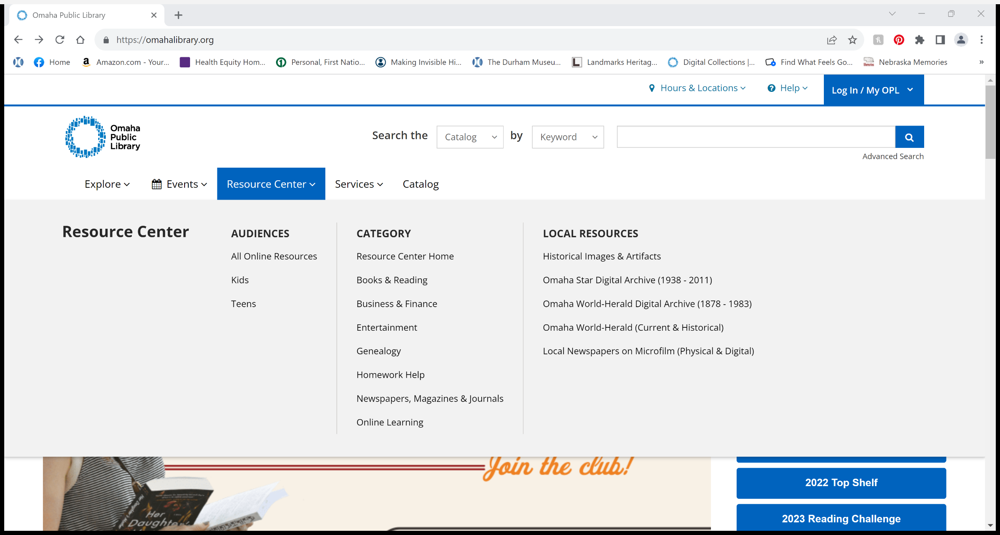 Omaha Public Library
https://omahalibrary.org
Home
Amazon.com - Your...
Health Equity Hom...
Personal, First Natio...
Making Invisible Hi...
The Durham Museu...
Landmarks Heritag...
Digital Collections |...
Find What Feels Go...
Nebraska Memories
»
Hours & Locations
Help
Log In / My OPL
Omaha
Public
Library
Search the
Catalog
by
Keyword
Advanced Search
Explore
Events
Resource Center
Services
Catalog
Resource Center
AUDIENCES
All Online Resources
Kids
Teens
CATEGORY
Resource Center Home
Books & Reading
Business & Finance
Entertainment
Genealogy
Homework Help
Newspapers, Magazines & Journals
Online Learning
LOCAL RESOURCES
Historical Images & Artifacts
Omaha Star Digital Archive (1938 - 2011)
Omaha World-Herald Digital Archive (1878 - 1983)
Omaha World-Herald (Current & Historical)
Local Newspapers on Microfilm (Physical & Digital)
Join the club!
Her
Daughter's
2022 Top Shelf
2023 Reading Challenge